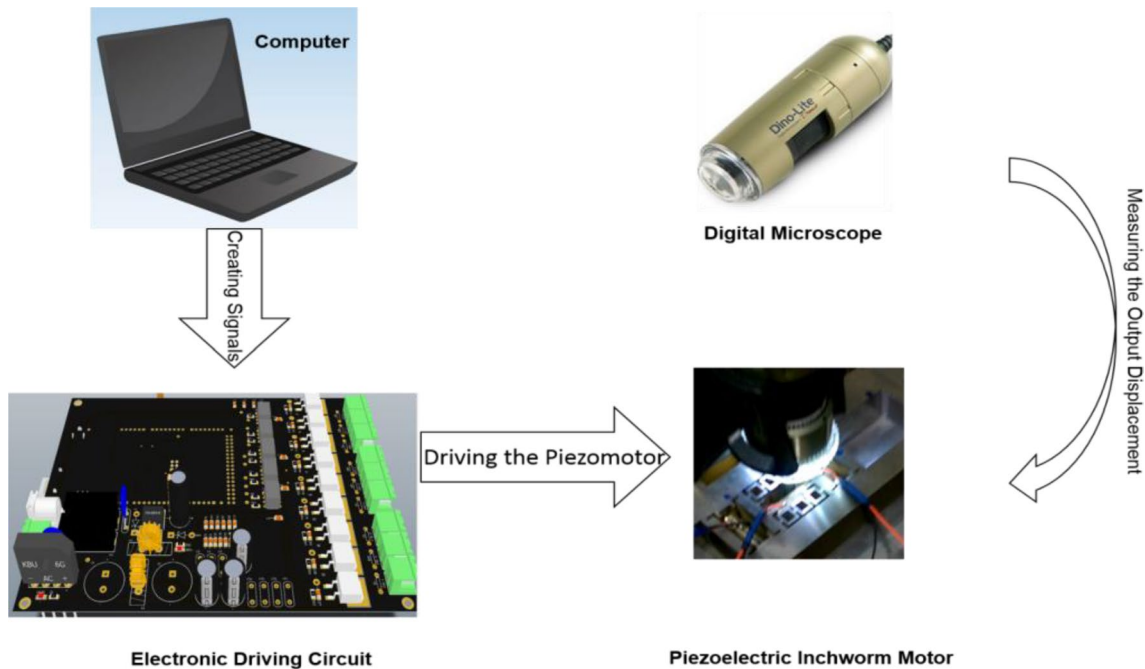 Computer
Creating Signals
Dino-Lite
Digital Microscope
Measuring the Output Displacement
Driving the Piezomotor
KBU 6G
- AC +
Electronic Driving Circuit
Piezoelectric Inchworm Motor